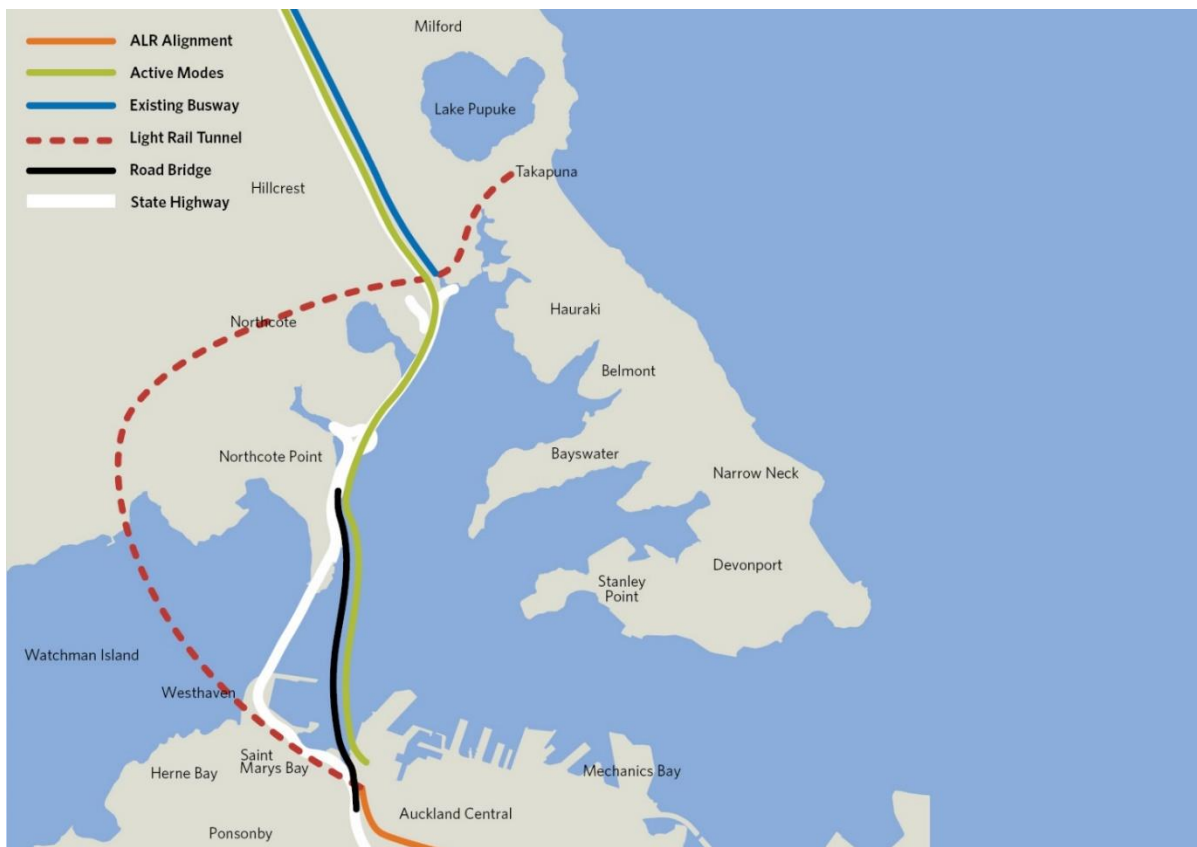 ALR Alignment
Active Modes
Existing Busway
Light Rail Tunnel
Road Bridge
State Highway
Milford
Lake Pupuke
Takapuna
Hillcrest
Hauraki
Northcote
Belmont
Northcote Point
Bayswater
Narrow Neck
Devonport
Stanley
Point
Watchman Island
Westhaven
Saint
Marys Bay
Herne Bay
Mechanics Bay
Auckland Central
Ponsonby